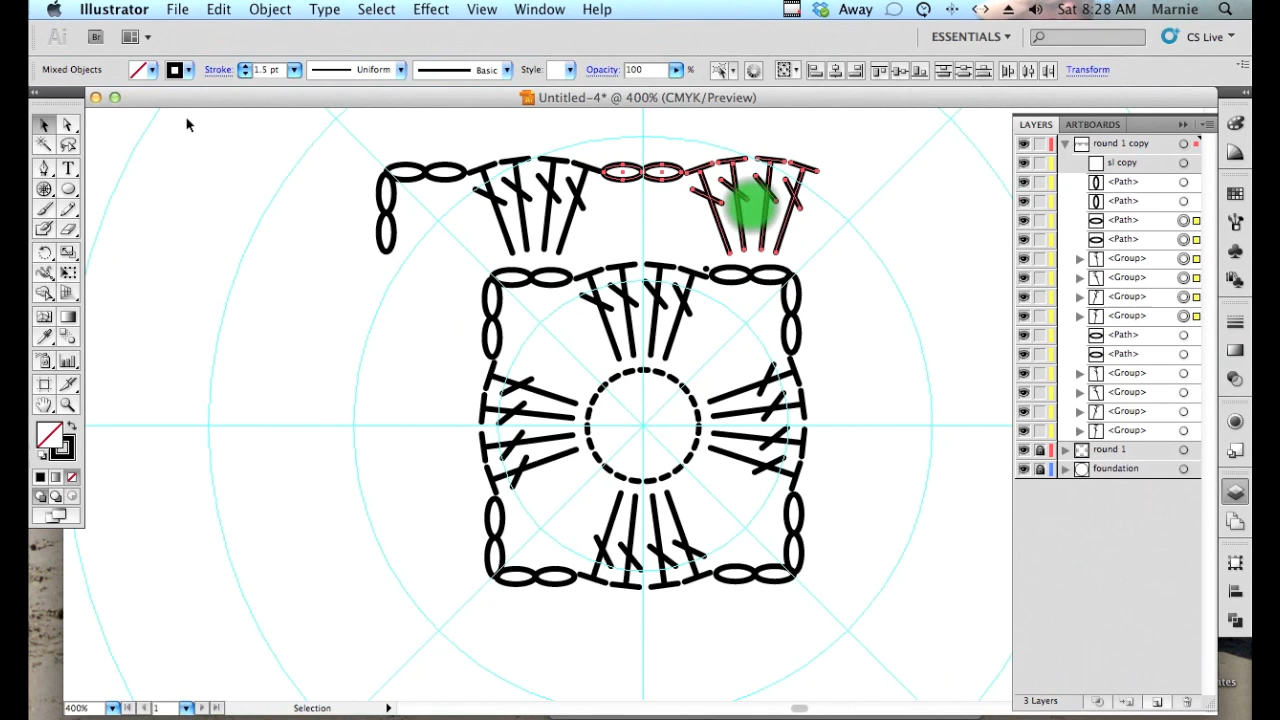 Illustrator File Edit Object Type Select Effect View Window Help Away Sat 8:28 AM Marnie
Ai Br ESSENTIALS CS Live
Mixed Objects Stroke: 1.5 pt Uniform Basic Style: Opacity: 100 % Transform
Untitled-4* @ 400% (CMYK/Preview)
LAYERS ARTBOARDS
round 1 copy
sl copy
<Path>
<Path>
<Path>
<Path>
<Group>
<Group>
<Group>
<Group>
<Path>
<Path>
<Group>
<Group>
<Group>
<Group>
round 1
foundation
400% 1 Selection 3 Layers